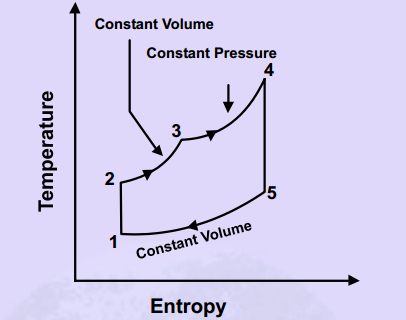 Constant Volume
Constant Pressure
4
3
2
5
1
Constant Volume
Temperature
Entropy